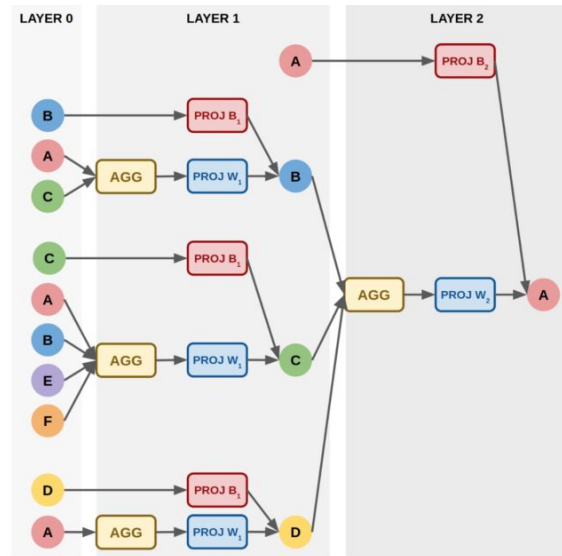 LAYER 0 LAYER 1 LAYER 2
A PROJ B2
B PROJ B1
A
AGG PROJ W1 B
C
C PROJ B1
A
AGG PROJ W2 A
B
AGG PROJ W1 C
E
F
D PROJ B1
A AGG PROJ W1 D